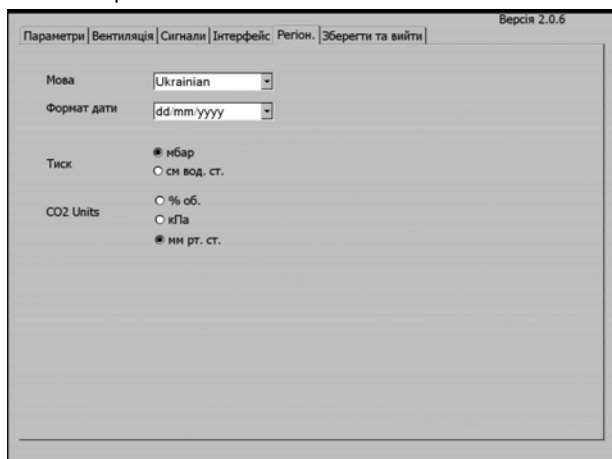 Версія 2.0.6
Параметри Вентиляція Сигнали Інтерфейс Регіон. Зберегти та вийти
Мова Ukrainian
Формат дати dd/mm/yyyy
Тиск мбар
см вод. ст.
% об.
CO2 Units кПа
мм рт. ст.